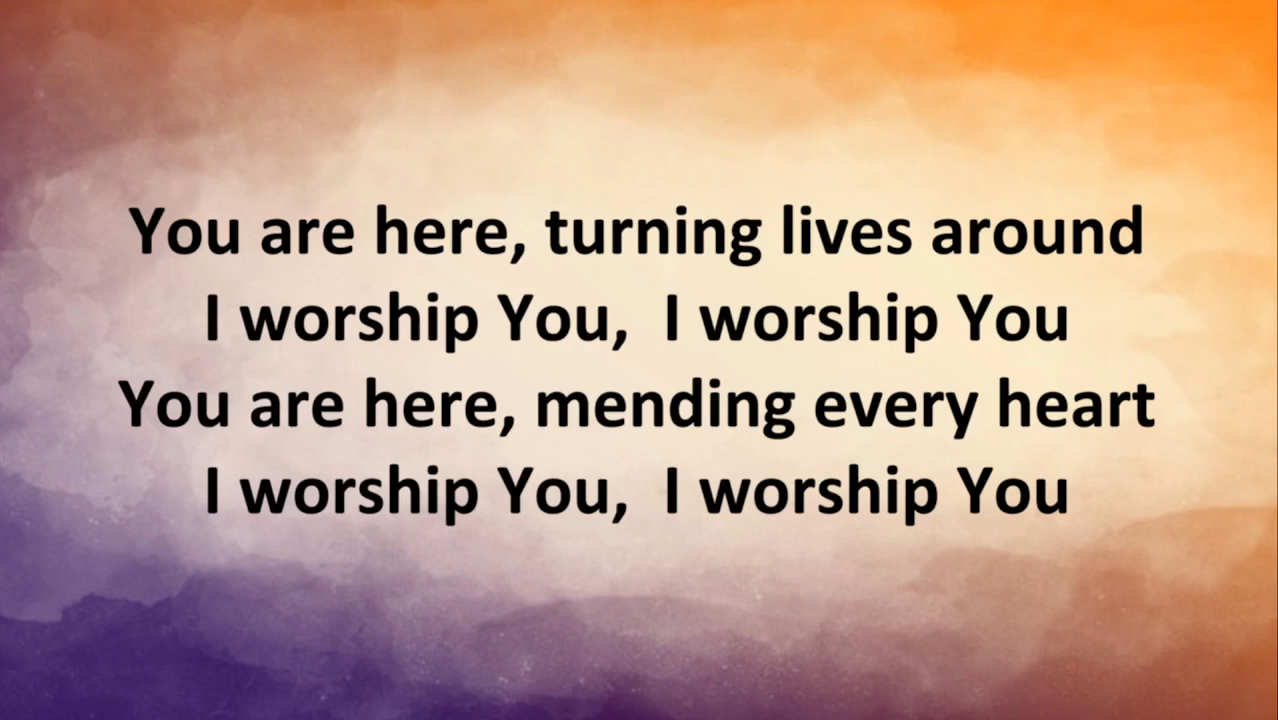 You are here, turning lives around
I worship You,  I worship You
You are here, mending every heart
I worship You,  I worship You